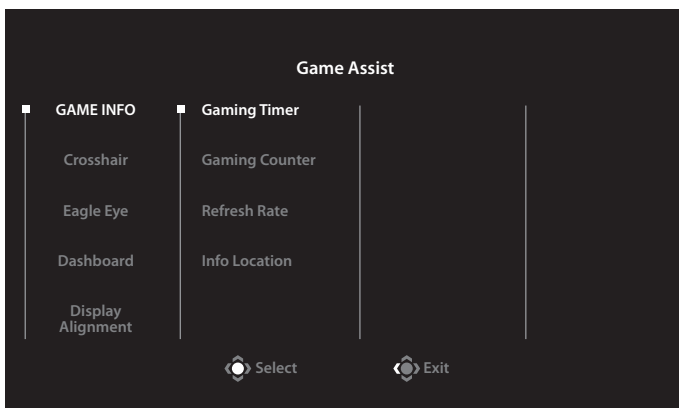 Game Assist
GAME INFO
Gaming Timer
Crosshair
Gaming Counter
Eagle Eye
Refresh Rate
Dashboard
Info Location
Display
Alignment
Select
Exit